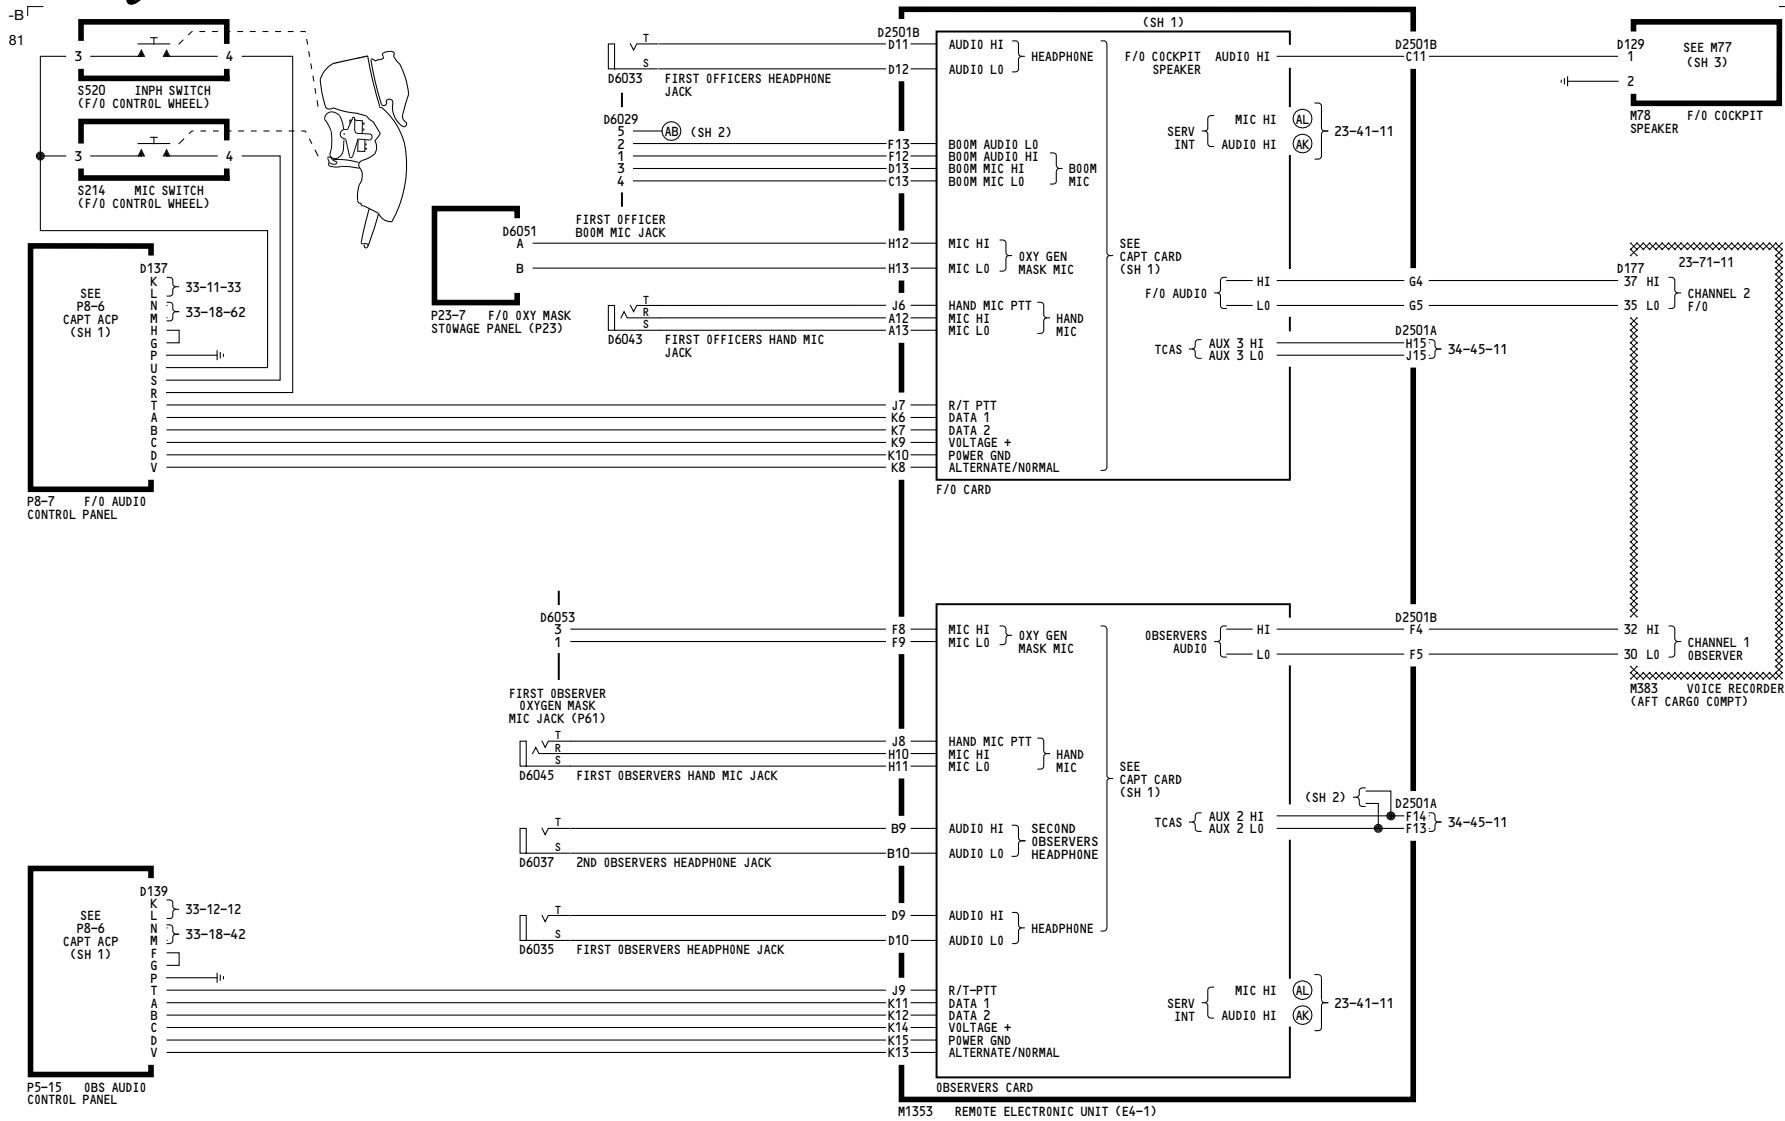 -B
81
3
4
S520 INPH SWITCH
(F/O CONTROL WHEEL)
3
4
S214 MIC SWITCH
(F/O CONTROL WHEEL)
D137
SEE
P8-6
CAPT ACP
(SH 1)
K
L
33-11-33
N
M
33-18-62
H
G
P
U
S
R
T
A
B
C
D
V
P8-7 F/O AUDIO
CONTROL PANEL
T
S
D6033 FIRST OFFICERS HEADPHONE
JACK
D6029
5
AB (SH 2)
2
1
3
4
FIRST OFFICER
BOOM MIC JACK
D6051
A
B
P23-7 F/O OXY MASK
STOWAGE PANEL (P23)
T
R
S
D6043 FIRST OFFICERS HAND MIC
JACK
(SH 1)
D2501B
D11 AUDIO HI
D12 AUDIO LO
HEADPHONE
F13 BOOM AUDIO LO
F12 BOOM AUDIO HI
D13 BOOM MIC HI
C13 BOOM MIC LO
BOOM
MIC
H12 MIC HI
H13 MIC LO
OXY GEN
MASK MIC
J6 HAND MIC PTT
A12 MIC HI
A13 MIC LO
HAND
MIC
SEE
CAPT CARD
(SH 1)
J7 R/T PTT
K6 DATA 1
K7 DATA 2
K9 VOLTAGE +
K10 POWER GND
K8 ALTERNATE/NORMAL
F/O CARD
F/O COCKPIT AUDIO HI
SPEAKER
D2501B
C11
D129
1
2
SEE M77
(SH 3)
M78 F/O COCKPIT
SPEAKER
SERV
INT
MIC HI AL
AUDIO HI AK
23-41-11
F/O AUDIO
HI G4
LO G5
D177
23-71-11
37 HI
35 LO
CHANNEL 2
F/O
D2501A
TCAS
AUX 3 HI H15
AUX 3 LO J15
34-45-11
D6053
3
1
FIRST OBSERVER
OXYGEN MASK
MIC JACK (P61)
F8 MIC HI
F9 MIC LO
OXY GEN
MASK MIC
OBSERVERS
AUDIO
HI
LO
D2501B
F4
F5
32 HI
30 LO
CHANNEL 1
OBSERVER
M383 VOICE RECORDER
(AFT CARGO COMPT)
T
R
S
D6045 FIRST OBSERVERS HAND MIC JACK
J8 HAND MIC PTT
H10 MIC HI
H11 MIC LO
HAND
MIC
SEE
CAPT CARD
(SH 1)
T
S
D6037 2ND OBSERVERS HEADPHONE JACK
B9 AUDIO HI
B10 AUDIO LO
SECOND
OBSERVERS
HEADPHONE
(SH 2)
D2501A
TCAS
AUX 2 HI F14
AUX 2 LO F13
34-45-11
T
S
D6035 FIRST OBSERVERS HEADPHONE JACK
D9 AUDIO HI
D10 AUDIO LO
HEADPHONE
D139
SEE
P8-6
CAPT ACP
(SH 1)
K
L
33-12-12
N
M
33-18-42
F
G
P
T
A
B
C
D
V
P5-15 OBS AUDIO
CONTROL PANEL
J9 R/T-PTT
K11 DATA 1
K12 DATA 2
K14 VOLTAGE +
K15 POWER GND
K13 ALTERNATE/NORMAL
SERV
INT
MIC HI AL
AUDIO HI AK
23-41-11
OBSERVERS CARD
M1353 REMOTE ELECTRONIC UNIT (E4-1)